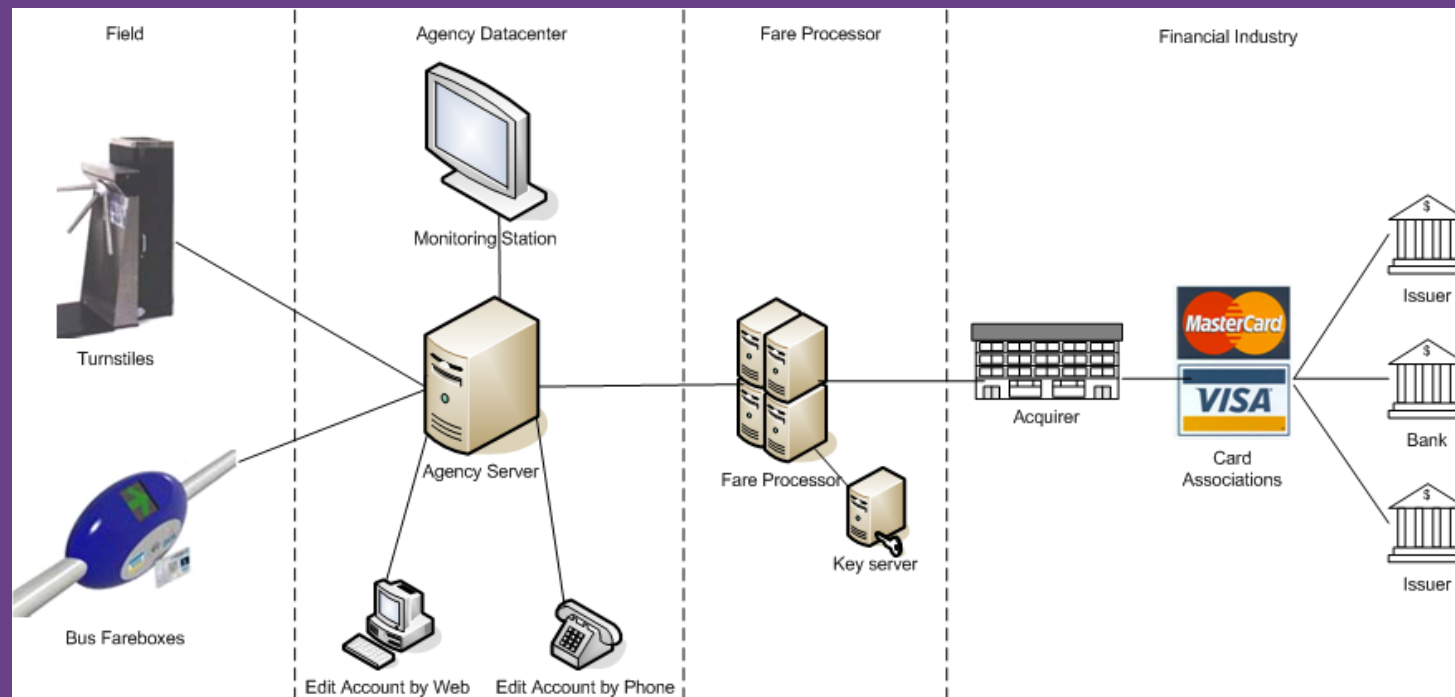 Field
Agency Datacenter
Fare Processor
Financial Industry
Monitoring Station
Turnstiles
Agency Server
Bus Fareboxes
Edit Account by Web
Edit Account by Phone
Fare Processor
Key server
Acquirer
MasterCard
VISA
Card
Associations
$
Issuer
$
Bank
$
Issuer